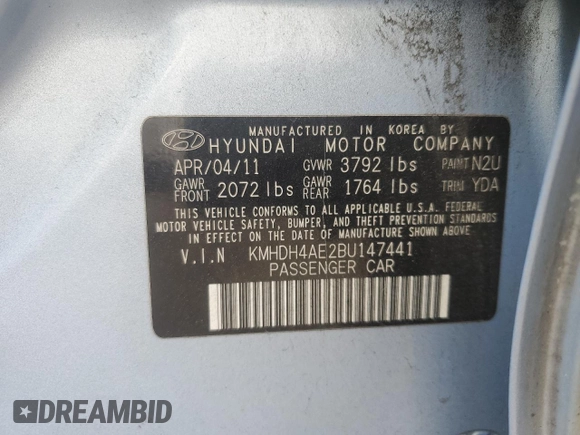 MANUFACTURED IN KOREA BY
HYUNDAI MOTOR COMPANY
APR/04/11 GVWR 3792 lbs PAINT N2U
GAWR FRONT 2072 lbs GAWR REAR 1764 lbs TRIM YDA
THIS VEHICLE CONFORMS TO ALL APPLICABLE U.S.A. FEDERAL
MOTOR VEHICLE SAFETY, BUMPER, AND THEFT PREVENTION STANDARDS
IN EFFECT ON THE DATE OF MANUFACTURE SHOWN ABOVE.
V.I.N KMHDH4AE2BU147441
PASSENGER CAR
DREAMBID